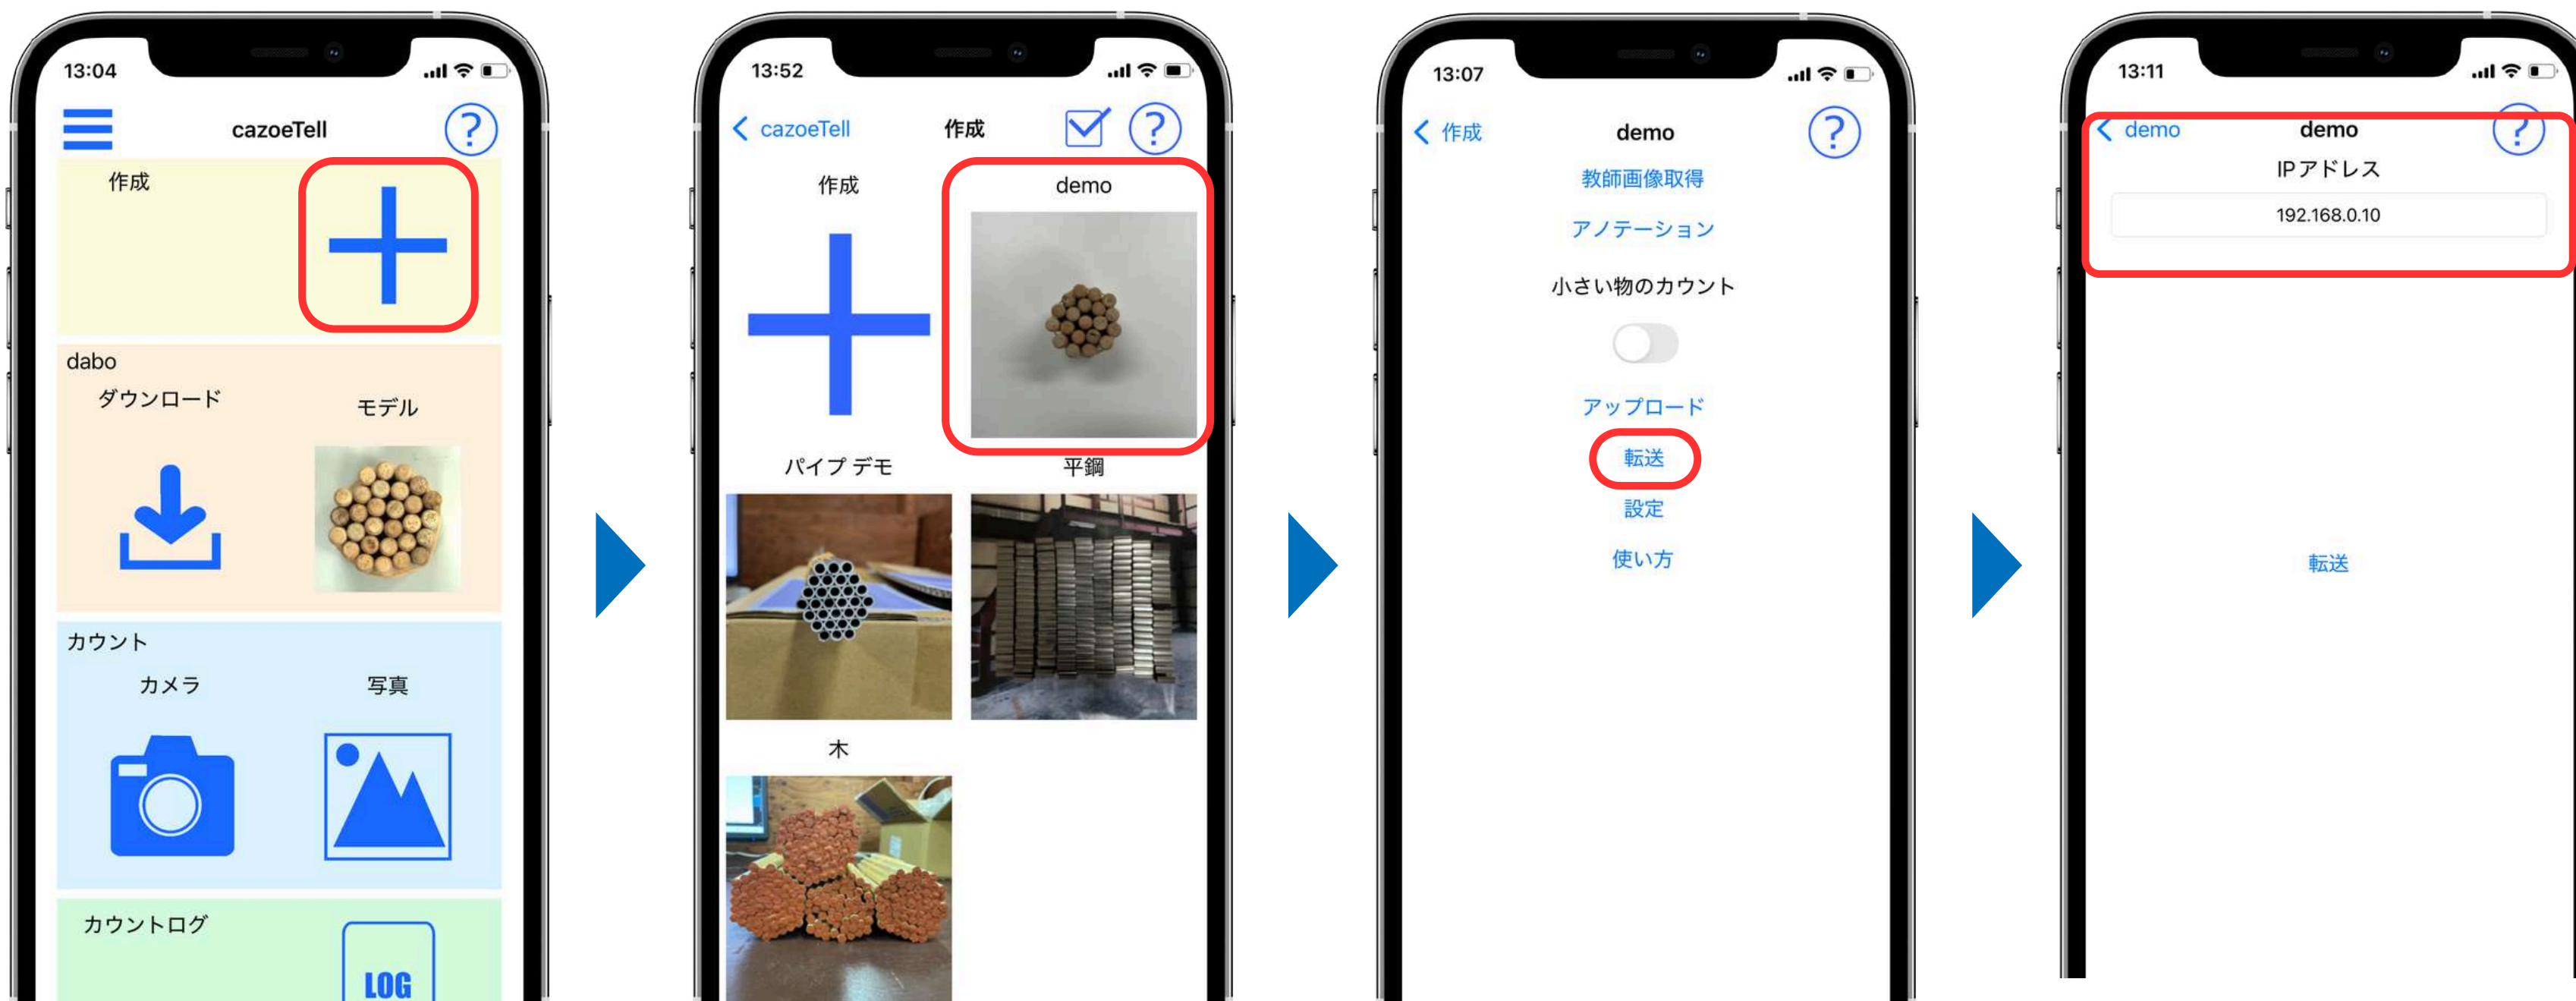 13:04
cazoeTell
?
作成
dabo
ダウンロード
モデル
カウント
カメラ
写真
カウントログ
LOG
13:52
cazoeTell
作成
?
作成
demo
パイプ デモ
平鋼
木
13:07
作成
demo
?
教師画像取得
アノテーション
小さい物のカウント
アップロード
転送
設定
使い方
13:11
demo
demo
?
IPアドレス
192.168.0.10
転送